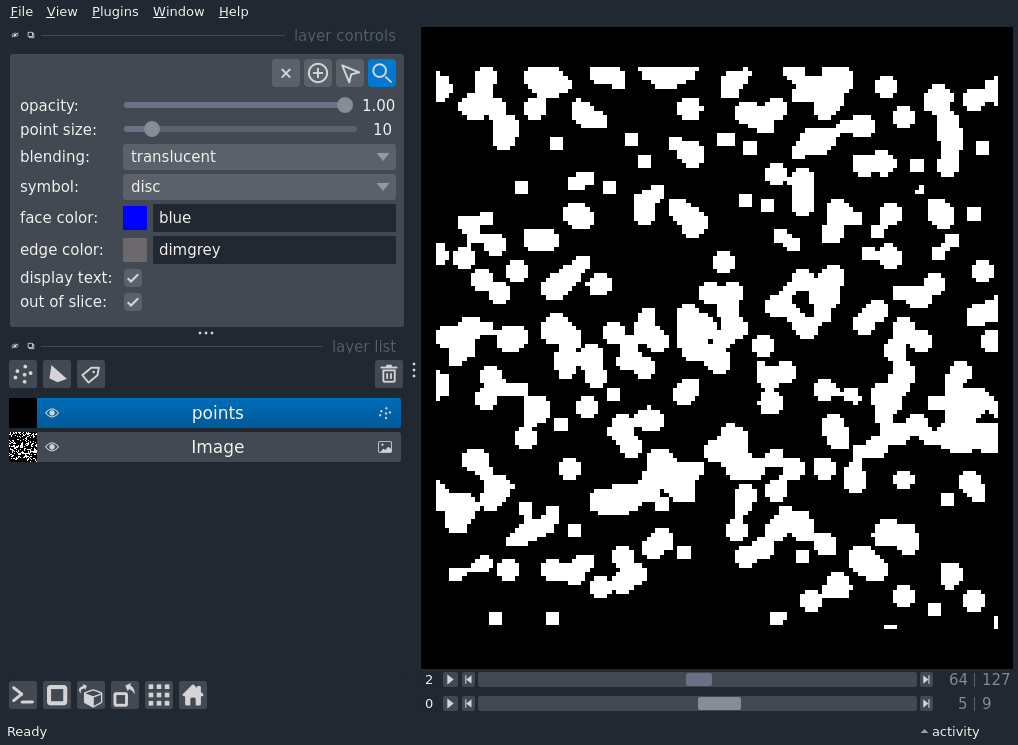 File View Plugins Window Help
layer controls
opacity: 1.00
point size: 10
blending: translucent
symbol: disc
face color: blue
edge color: dimgrey
display text:
out of slice:
layer list
points
Image
2 64 | 127
0 5 | 9
Ready activity